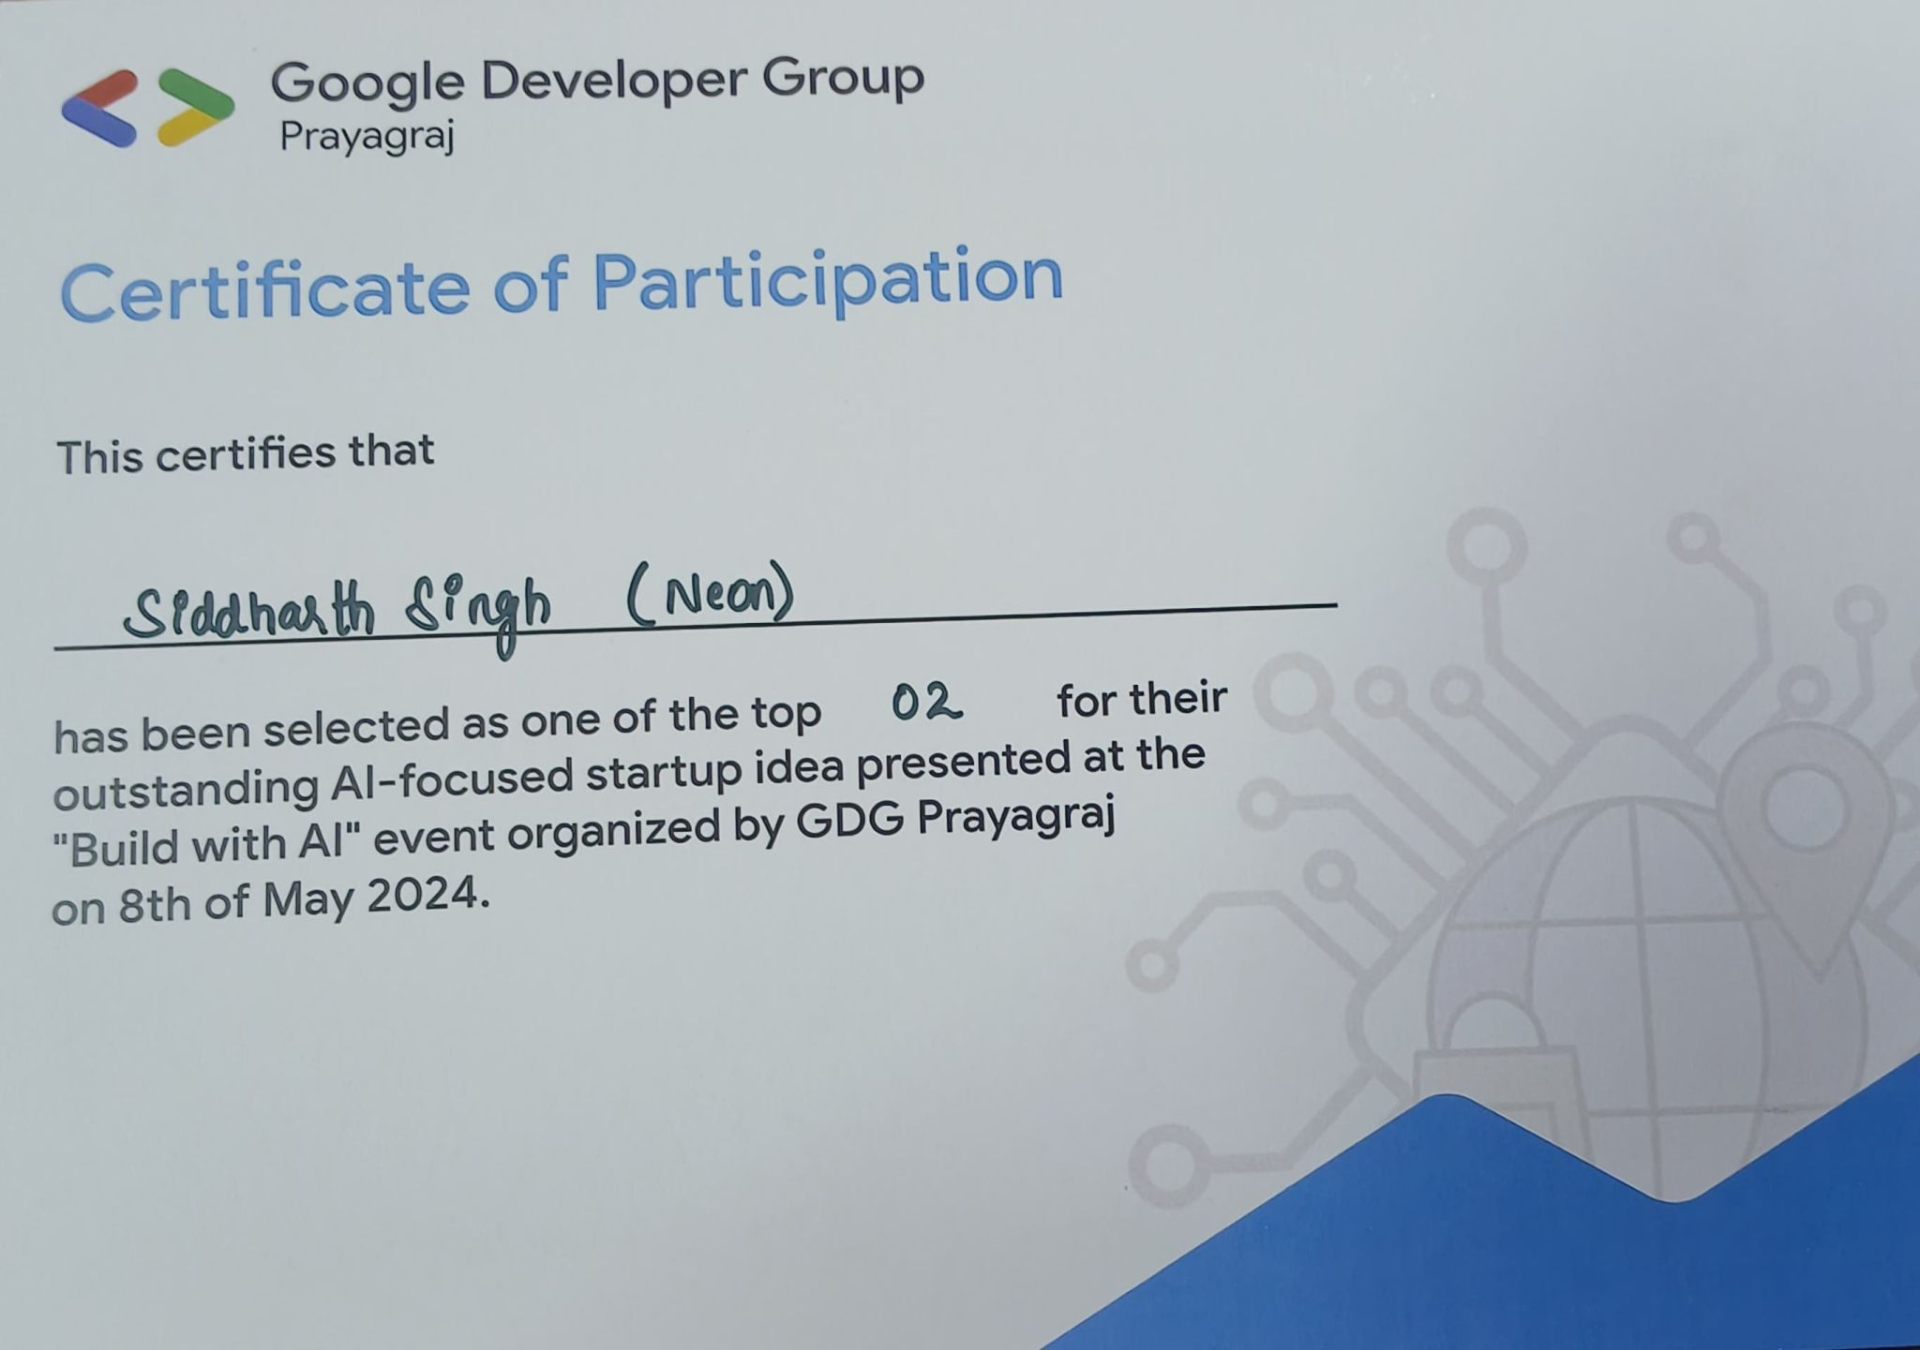 Google Developer Group
Prayagraj
Certificate of Participation
This certifies that
Siddharth Singh (Neon)
has been selected as one of the top 02 for their
outstanding AI-focused startup idea presented at the
"Build with AI" event organized by GDG Prayagraj
on 8th of May 2024.